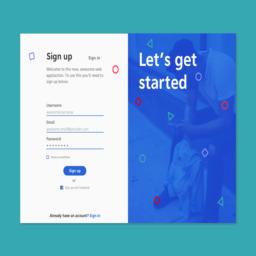 Sign up
Sign in
Welcome to this new, awesome web
application. To use this you'll need to
sign up below.
Username
Email
Password
Sign up
or
Already have an account? Sign in
Let's get
started